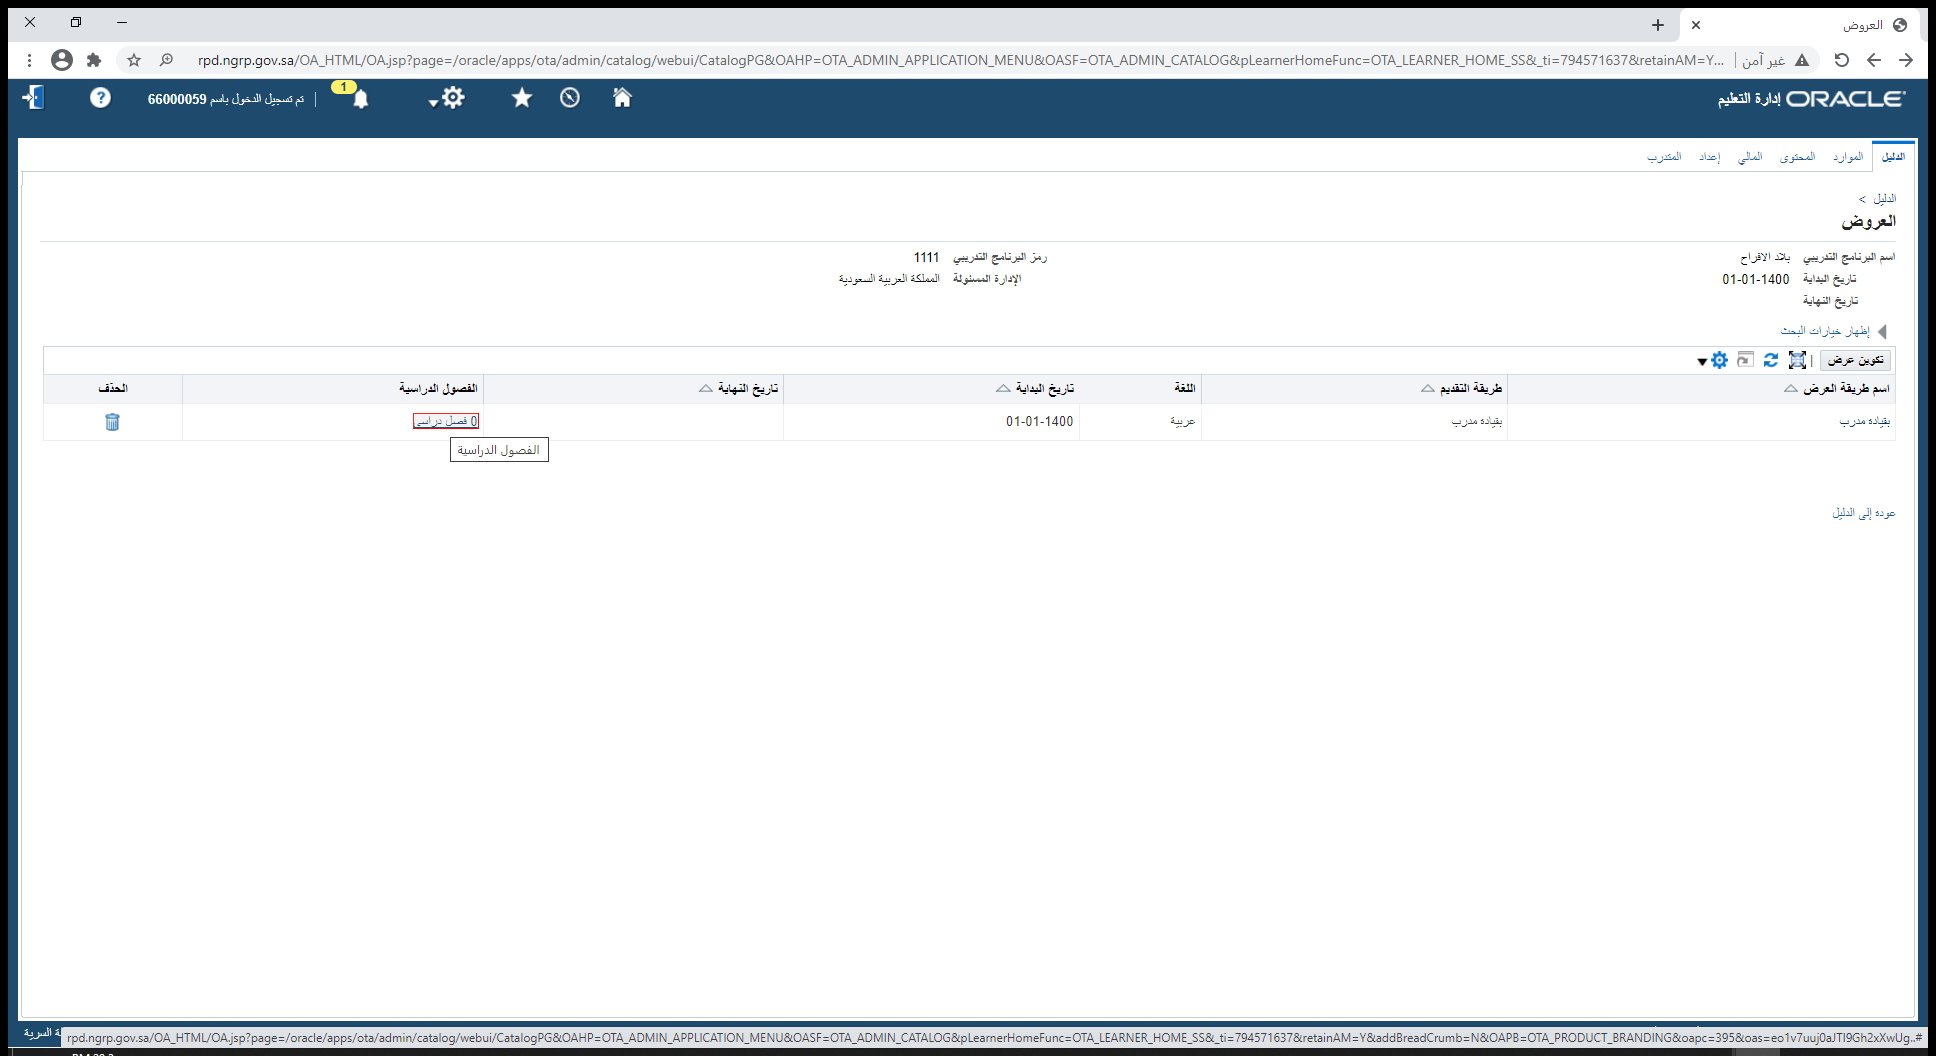 العروض
rpd.ngrp.gov.sa/OA_HTML/OA.jsp?page=/oracle/apps/ota/admin/catalog/webui/CatalogPG&OAHP=OTA_ADMIN_APPLICATION_MENU&OASF=OTA_ADMIN_CATALOG&pLearnerHomeFunc=OTA_LEARNER_HOME_SS&_ti=794571637&retainAM=Y...
غير آمن
ORACLE إدارة التعليم
1
تم تسجيل الدخول باسم 66000059
الدليل الموارد المحتوى المالي إعداد المتدرب
الدليل >
العروض
اسم البرنامج التدريبي بلاد الافراح رمز البرنامج التدريبي 1111
تاريخ البداية 01-01-1400 الإدارة المسئولة المملكة العربية السعودية
تاريخ النهاية
إظهار خيارات البحث
تكوين عرض
اسم طريقة العرض طريقة التقديم اللغة تاريخ البداية تاريخ النهاية الفصول الدراسية الحذف
بقيادة مدرب بقيادة مدرب عربية 01-01-1400 0 فصل دراسي
الفصول الدراسية
عودة إلى الدليل
السرية
rpd.ngrp.gov.sa/OA_HTML/OA.jsp?page=/oracle/apps/ota/admin/catalog/webui/CatalogPG&OAHP=OTA_ADMIN_APPLICATION_MENU&OASF=OTA_ADMIN_CATALOG&pLearnerHomeFunc=OTA_LEARNER_HOME_SS&_ti=794571637&retainAM=Y&addBreadCrumb=N&OAPB=OTA_PRODUCT_BRANDING&oapc=395&oas=eo1v7uuj0aJTI9Gh2xXwUg..#